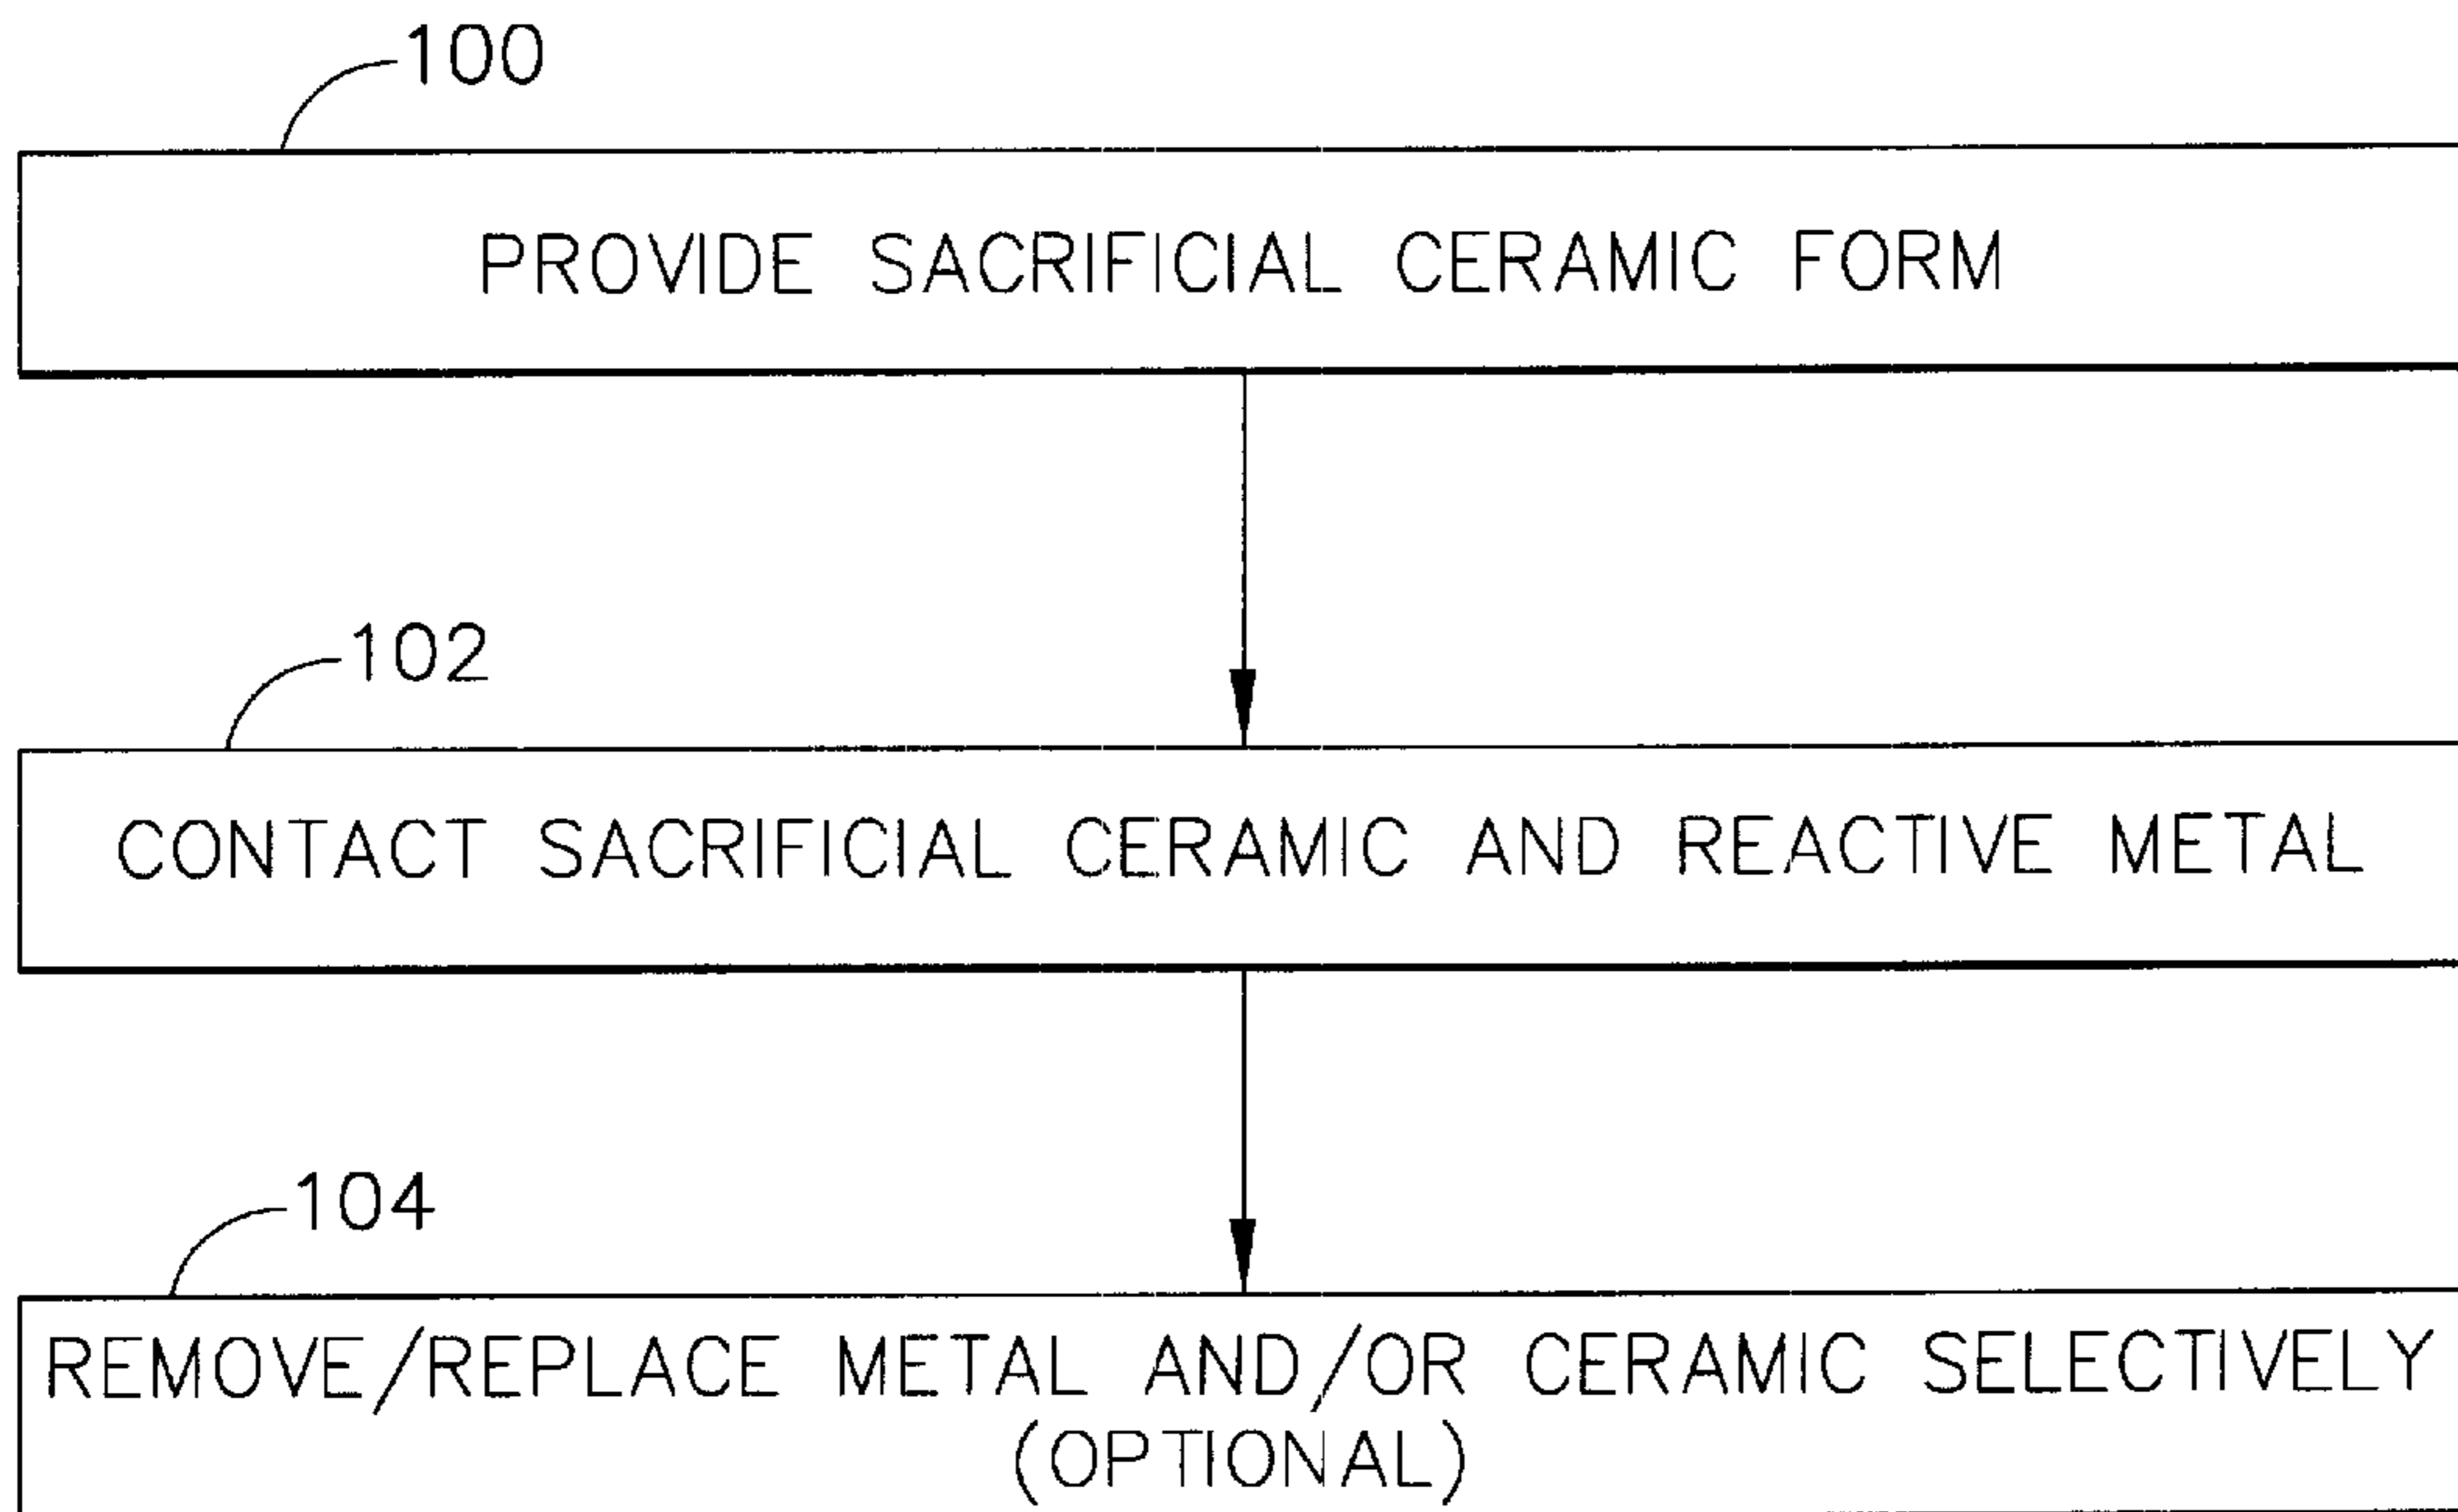 100
PROVIDE SACRIFICIAL CERAMIC FORM
102
CONTACT SACRIFICIAL CERAMIC AND REACTIVE METAL
104
REMOVE/REPLACE METAL AND/OR CERAMIC SELECTIVELY
(OPTIONAL)